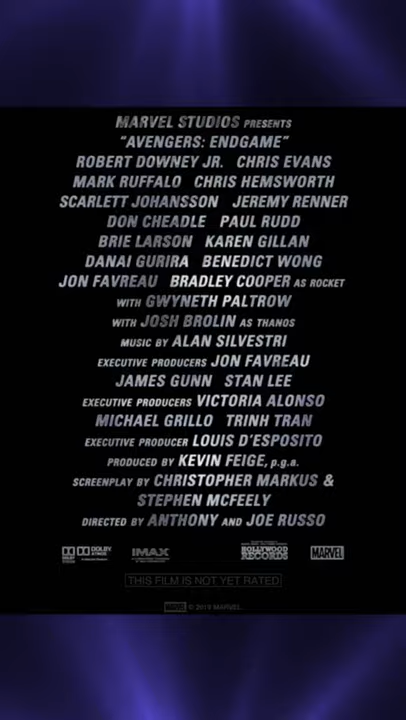 MARVEL STUDIOS PRESENTS
"AVENGERS: ENDGAME"
ROBERT DOWNEY JR. CHRIS EVANS
MARK RUFFALO CHRIS HEMSWORTH
SCARLETT JOHANSSON JEREMY RENNER
DON CHEADLE PAUL RUDD
BRIE LARSON KAREN GILLAN
DANAI GURIRA BENEDICT WONG
JON FAVREAU BRADLEY COOPER AS ROCKET
WITH GWYNETH PALTROW
WITH JOSH BROLIN AS THANOS
MUSIC BY ALAN SILVESTRI
EXECUTIVE PRODUCERS JON FAVREAU
JAMES GUNN STAN LEE
EXECUTIVE PRODUCERS VICTORIA ALONSO
MICHAEL GRILLO TRINH TRAN
EXECUTIVE PRODUCER LOUIS D'ESPOSITO
PRODUCED BY KEVIN FEIGE, p.g.a.
SCREENPLAY BY CHRISTOPHER MARKUS &
STEPHEN MCFEELY
DIRECTED BY ANTHONY AND JOE RUSSO
DOLBY IMAX HOLLYWOOD RECORDS MARVEL
THIS FILM IS NOT YET RATED
MARVEL © 2019 MARVEL.